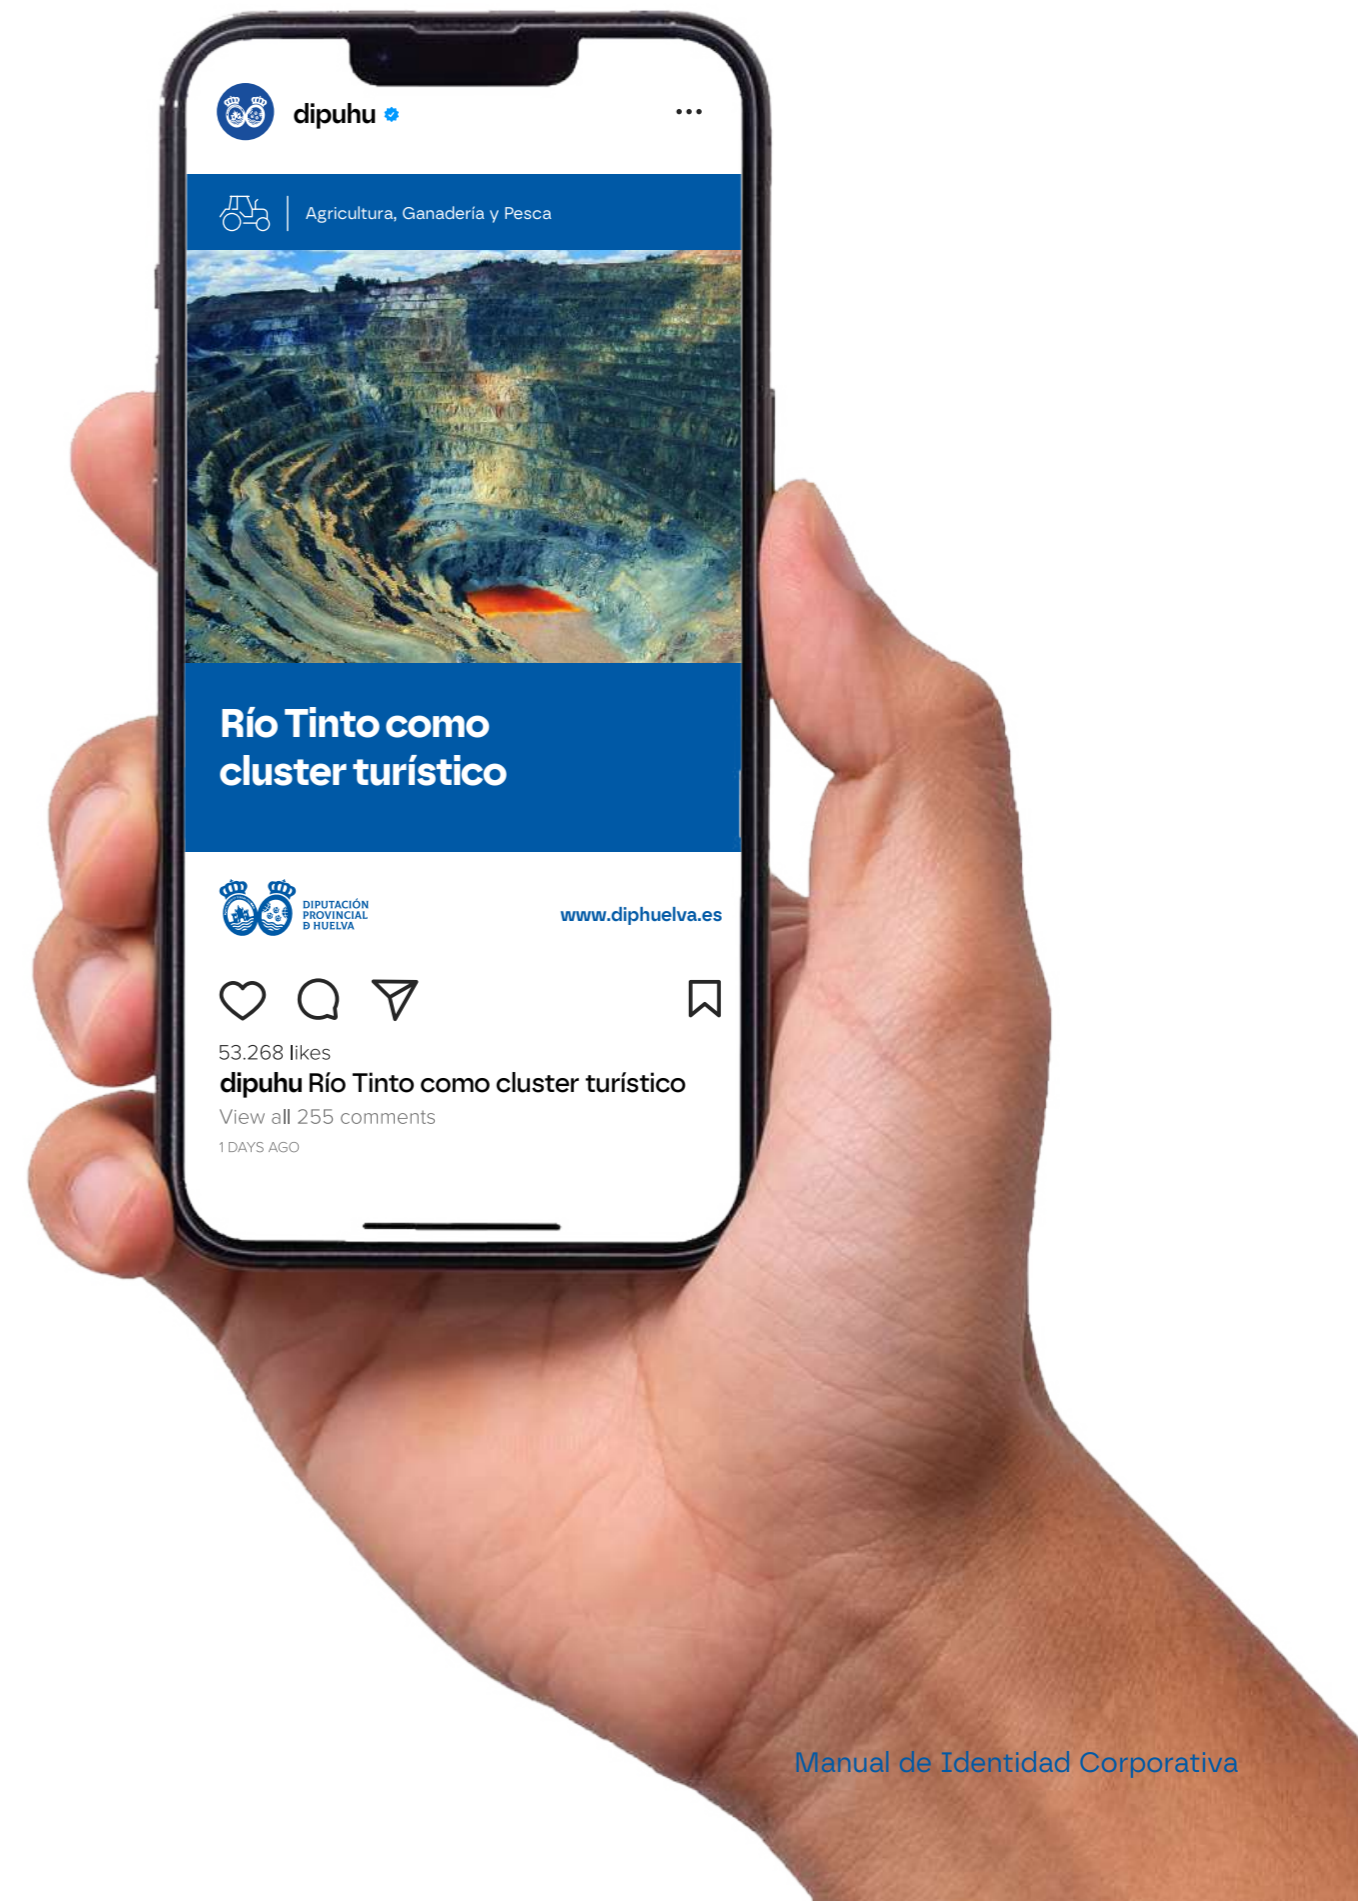 dipuhu
Agricultura, Ganadería y Pesca
Río Tinto como
cluster turístico
DIPUTACIÓN
PROVINCIAL
Đ HUELVA
www.diphuelva.es
53.268 likes
dipuhu Río Tinto como cluster turístico
View all 255 comments
1 DAYS AGO
Manual de Identidad Corporativa